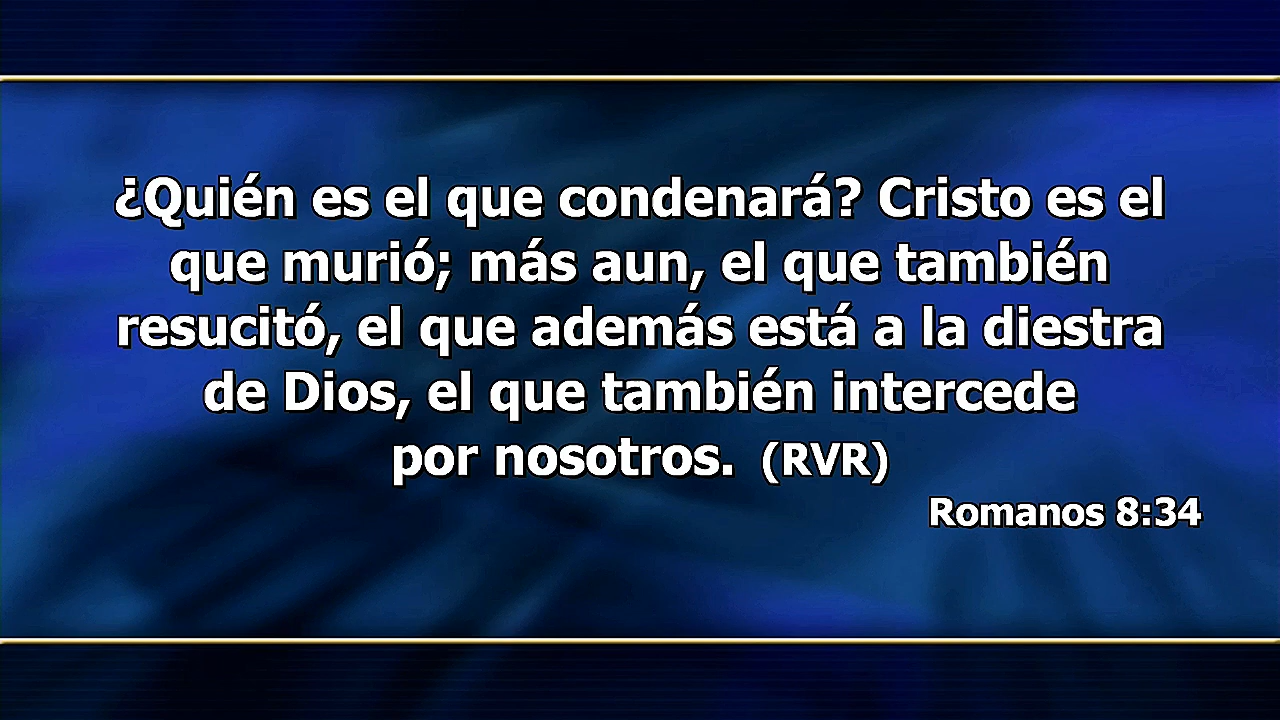 ¿Quién es el que condenará? Cristo es el
que murió; más aun, el que también
resucitó, el que además está a la diestra
de Dios, el que también intercede
por nosotros. (RVR)
Romanos 8:34